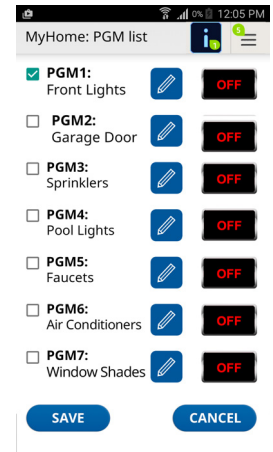 0% 12:05 PM
MyHome: PGM list
i
5
PGM1:
Front Lights
OFF
PGM2:
Garage Door
OFF
PGM3:
Sprinklers
OFF
PGM4:
Pool Lights
OFF
PGM5:
Faucets
OFF
PGM6:
Air Conditioners
OFF
PGM7:
Window Shades
OFF
SAVE CANCEL